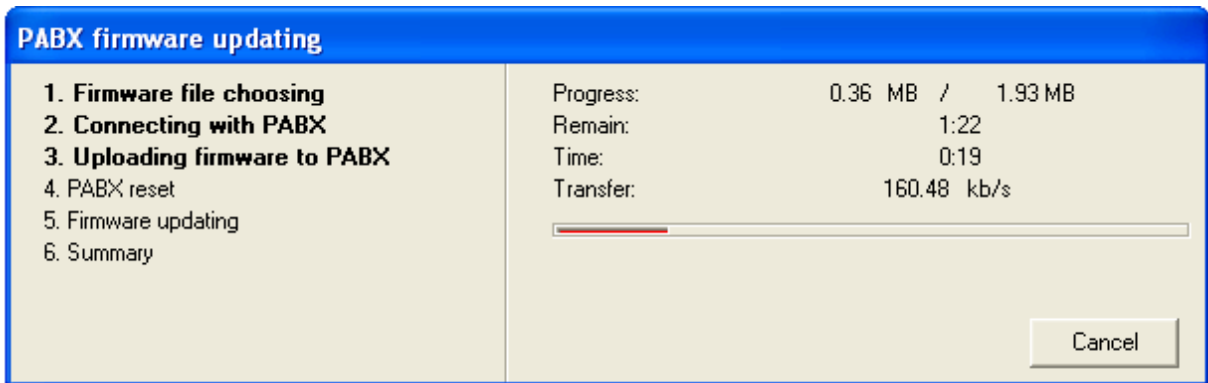 PABX firmware updating
1. Firmware file choosing
2. Connecting with PABX
3. Uploading firmware to PABX
4. PABX reset
5. Firmware updating
6. Summary
Progress: 0.36 MB / 1.93 MB
Remain: 1:22
Time: 0:19
Transfer: 160.48 kb/s
Cancel